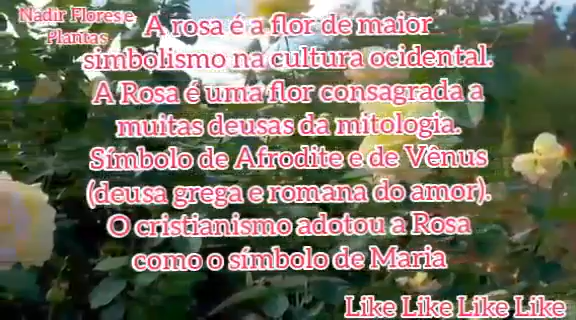 Nadir Flores e
Plantas
A rosa é a flor de maior
simbolismo na cultura ocidental.
A Rosa é uma flor consagrada a
muitas deusas da mitologia.
Símbolo de Afrodite e de Vênus
(deusa grega e romana do amor).
O cristianismo adotou a Rosa
como o símbolo de Maria
Like Like Like Like